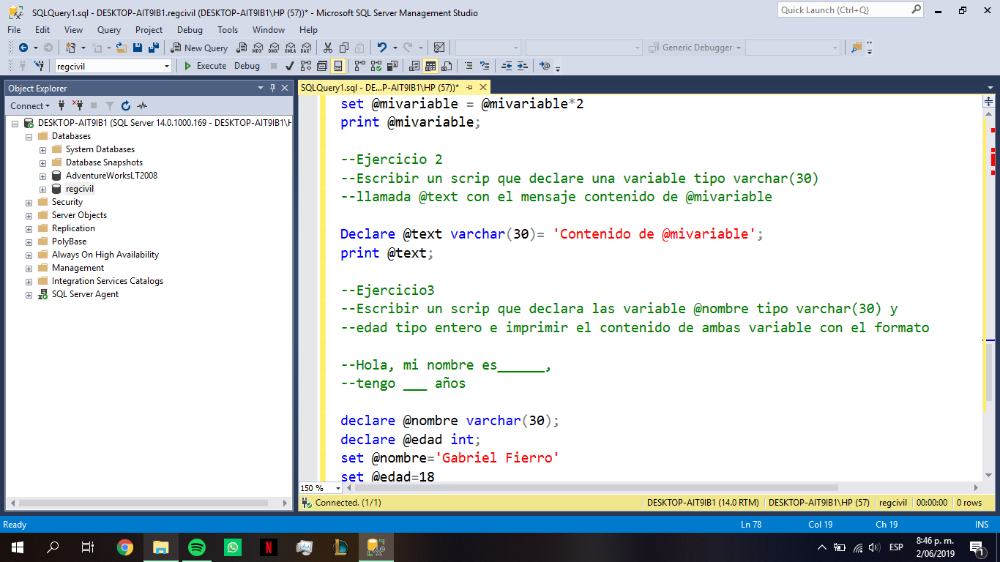 SQLQuery1.sql - DESKTOP-AIT9IB1.regcivil (DESKTOP-AIT9IB1\HP (57))* - Microsoft SQL Server Management Studio
Quick Launch (Ctrl+Q)
File Edit View Query Project Debug Tools Window Help
New Query
MDX DMX XMLA DAX
Generic Debugger
regcivil
Execute Debug
Object Explorer
SQLQuery1.sql - DE...P-AIT9IB1\HP (57))*
Connect
DESKTOP-AIT9IB1 (SQL Server 14.0.1000.169 - DESKTOP-AIT9IB1\H
Databases
System Databases
Database Snapshots
AdventureWorksLT2008
regcivil
Security
Server Objects
Replication
PolyBase
Always On High Availability
Management
Integration Services Catalogs
SQL Server Agent
set @mivariable = @mivariable*2
print @mivariable;
--Ejercicio 2
--Escribir un scrip que declare una variable tipo varchar(30)
--llamada @text con el mensaje contenido de @mivariable
Declare @text varchar(30)= 'Contenido de @mivariable';
print @text;
--Ejercicio3
--Escribir un scrip que declara las variable @nombre tipo varchar(30) y
--edad tipo entero e imprimir el contenido de ambas variable con el formato
--Hola, mi nombre es______,
--tengo ___ años
declare @nombre varchar(30);
declare @edad int;
set @nombre='Gabriel Fierro'
set @edad=18
150 %
Connected. (1/1)
DESKTOP-AIT9IB1 (14.0 RTM) DESKTOP-AIT9IB1\HP (57) regcivil 00:00:00 0 rows
Ready
Ln 78 Col 19 Ch 19 INS
N
ESP
8:46 p. m.
2/06/2019
1